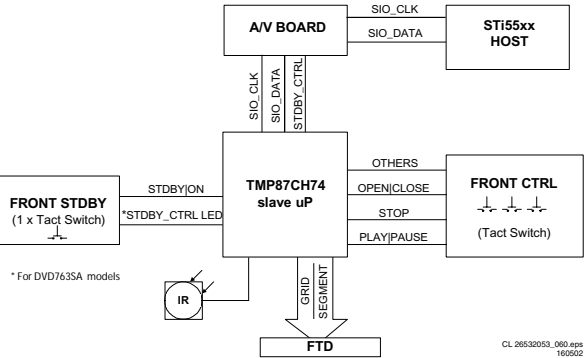 A/V BOARD
SIO_CLK
SIO_DATA
STi55xx
HOST
SIO_CLK
SIO_DATA
STDBY_CTRL
FRONT STDBY
(1 x Tact Switch)
STDBY|ON
*STDBY_CTRL LED
TMP87CH74
slave uP
OTHERS
OPEN|CLOSE
STOP
PLAY|PAUSE
FRONT CTRL
(Tact Switch)
* For DVD763SA models
IR
GRID
SEGMENT
FTD
CL 26532053_060.eps
160502